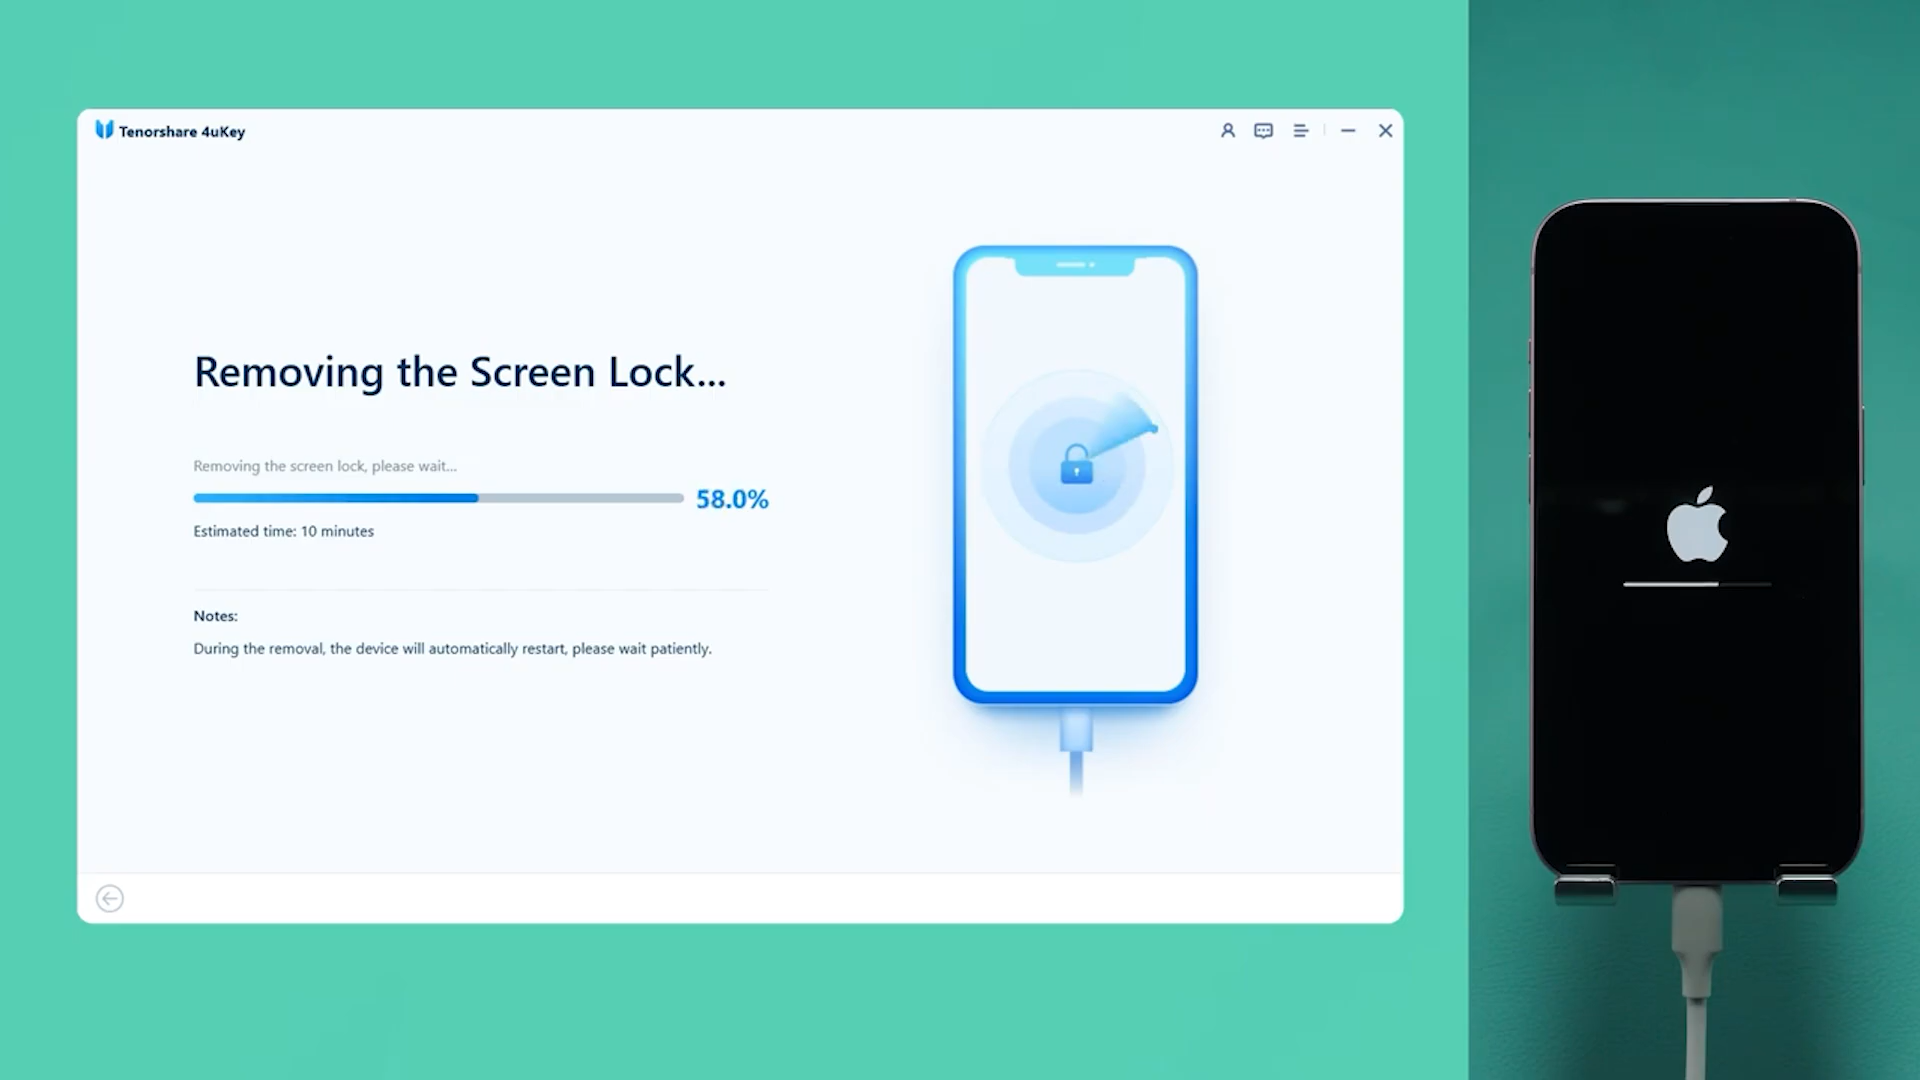 Tenorshare 4uKey
Removing the Screen Lock...
Removing the screen lock, please wait...
58.0%
Estimated time: 10 minutes
Notes:
During the removal, the device will automatically restart, please wait patiently.